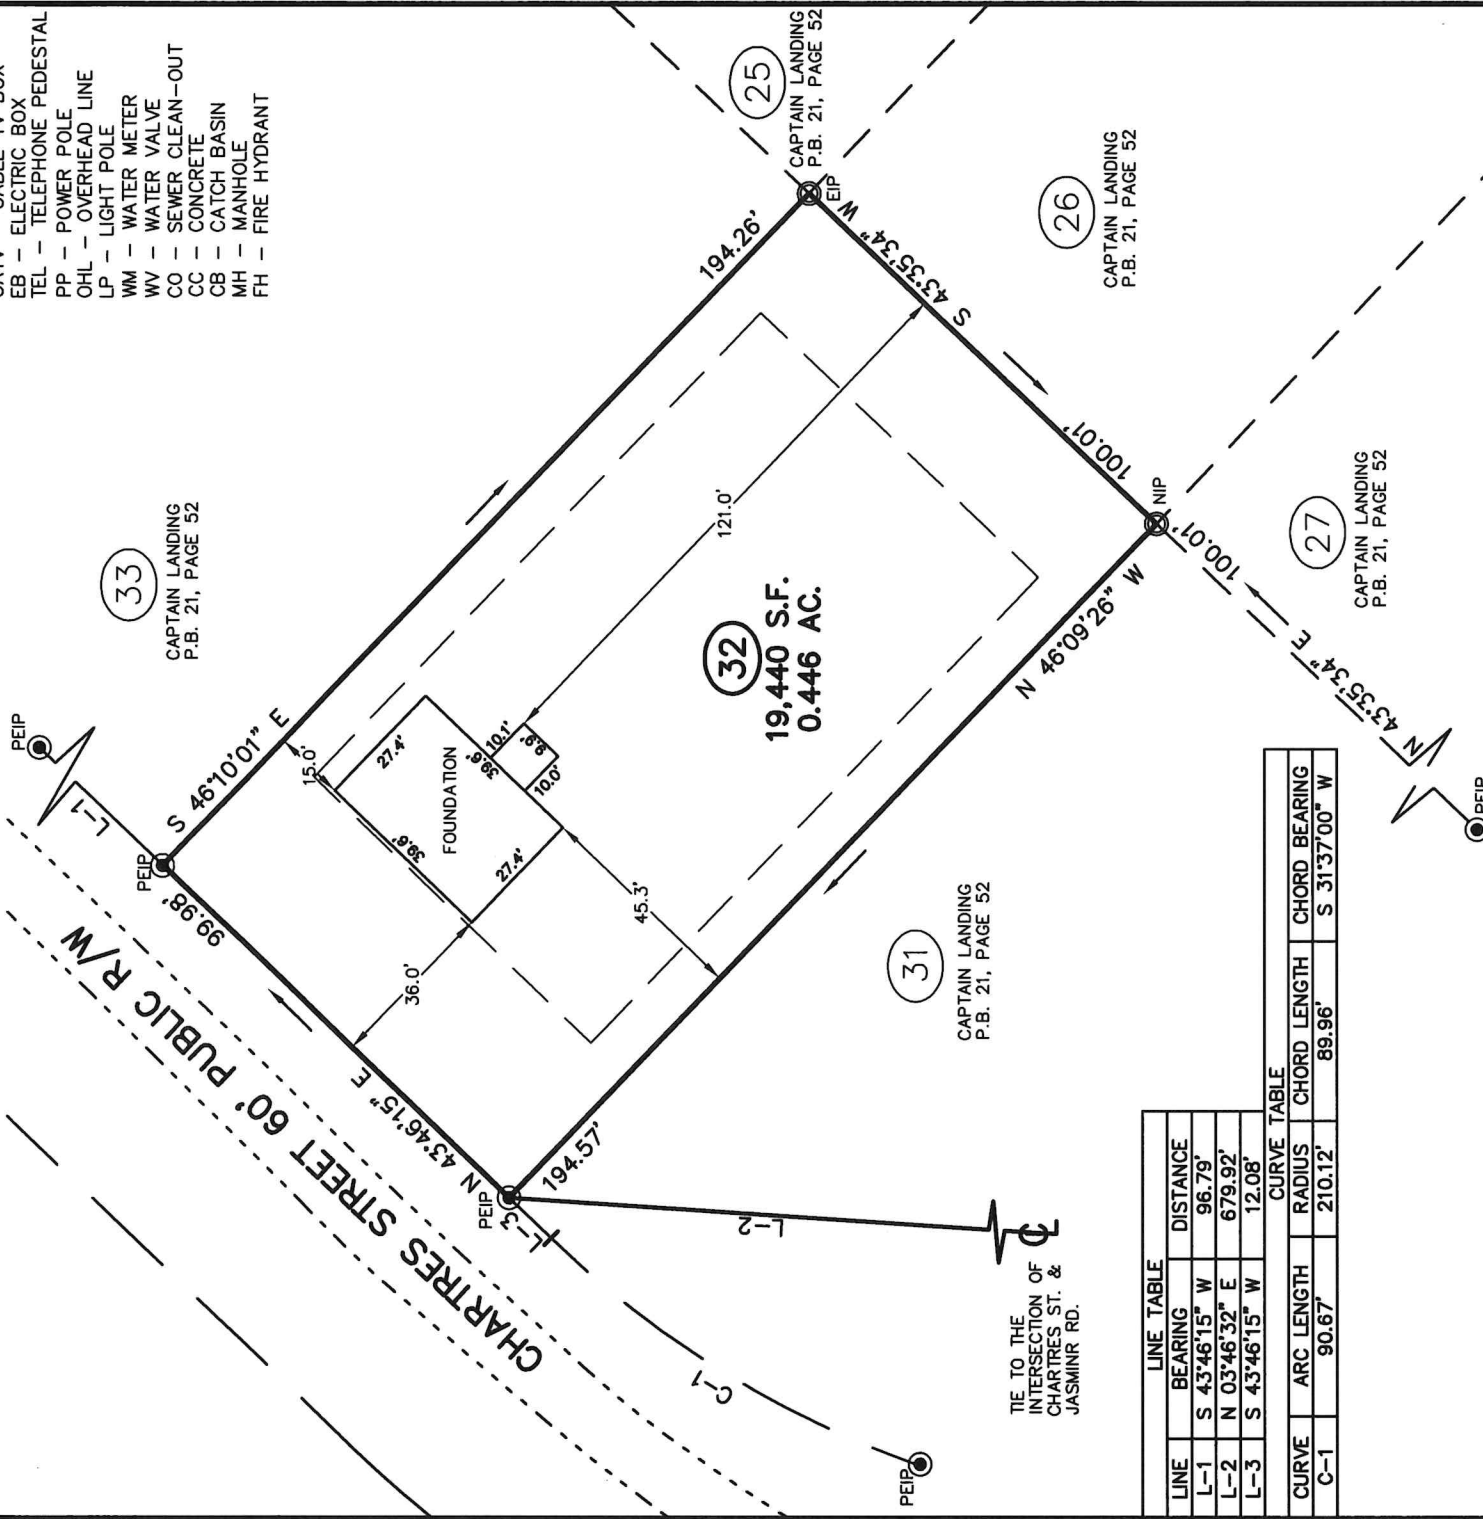 EB – ELECTRIC BOX
TEL – TELEPHONE PEDESTAL
PP – POWER POLE
OHL – OVERHEAD LINE
LP – LIGHT POLE
WM – WATER METER
WV – WATER VALVE
CO – SEWER CLEAN–OUT
CC – CONCRETE
CB – CATCH BASIN
MH – MANHOLE
FH – FIRE HYDRANT
25
CAPTAIN LANDING
P.B. 21, PAGE 52
EIP
26
CAPTAIN LANDING
P.B. 21, PAGE 52
33
CAPTAIN LANDING
P.B. 21, PAGE 52
PEIP
L–1
PEIP
S 46°10'01" E
194.26'
S 43°35'34" W
100.01'
NIP
100.01'
N 43°35'34" E
PEIP
27
CAPTAIN LANDING
P.B. 21, PAGE 52
N 46°09'26" W
194.57'
99.98'
N 43°46'15" E
15.0'
27.4'
FOUNDATION
39.6'
27.4'
39.6'
10.1'
9.9'
10.0'
121.0'
36.0'
45.3'
32
19,440 S.F.
0.446 AC.
31
CAPTAIN LANDING
P.B. 21, PAGE 52
CHARTRES STREET 60' PUBLIC R/W
PEIP
L–3
L–2
C–1
PEIP
CL
TIE TO THE
INTERSECTION OF
CHARTRES ST. &
JASMINR RD.
LINE TABLE
LINE BEARING DISTANCE
L–1 S 43°46'15" W 96.79'
L–2 N 03°46'32" E 679.92'
L–3 S 43°46'15" W 12.08'
CURVE TABLE
CURVE ARC LENGTH RADIUS CHORD LENGTH CHORD BEARING
C–1 90.67' 210.12' 89.96' S 31°37'00" W